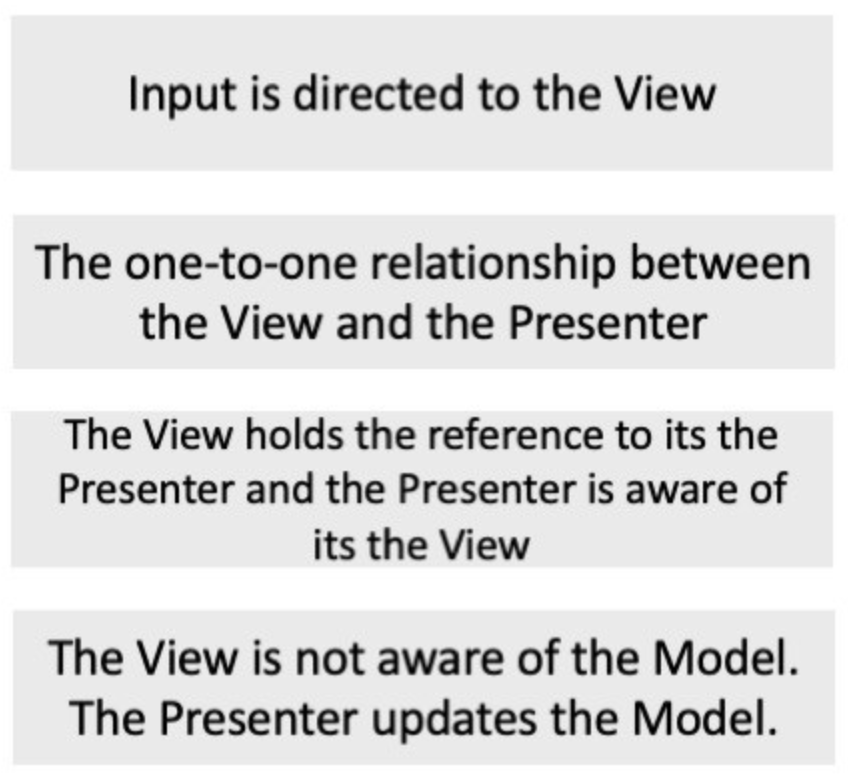 Input is directed to the View
The one-to-one relationship between
the View and the Presenter
The View holds the reference to its the
Presenter and the Presenter is aware of
its the View
The View is not aware of the Model.
The Presenter updates the Model.